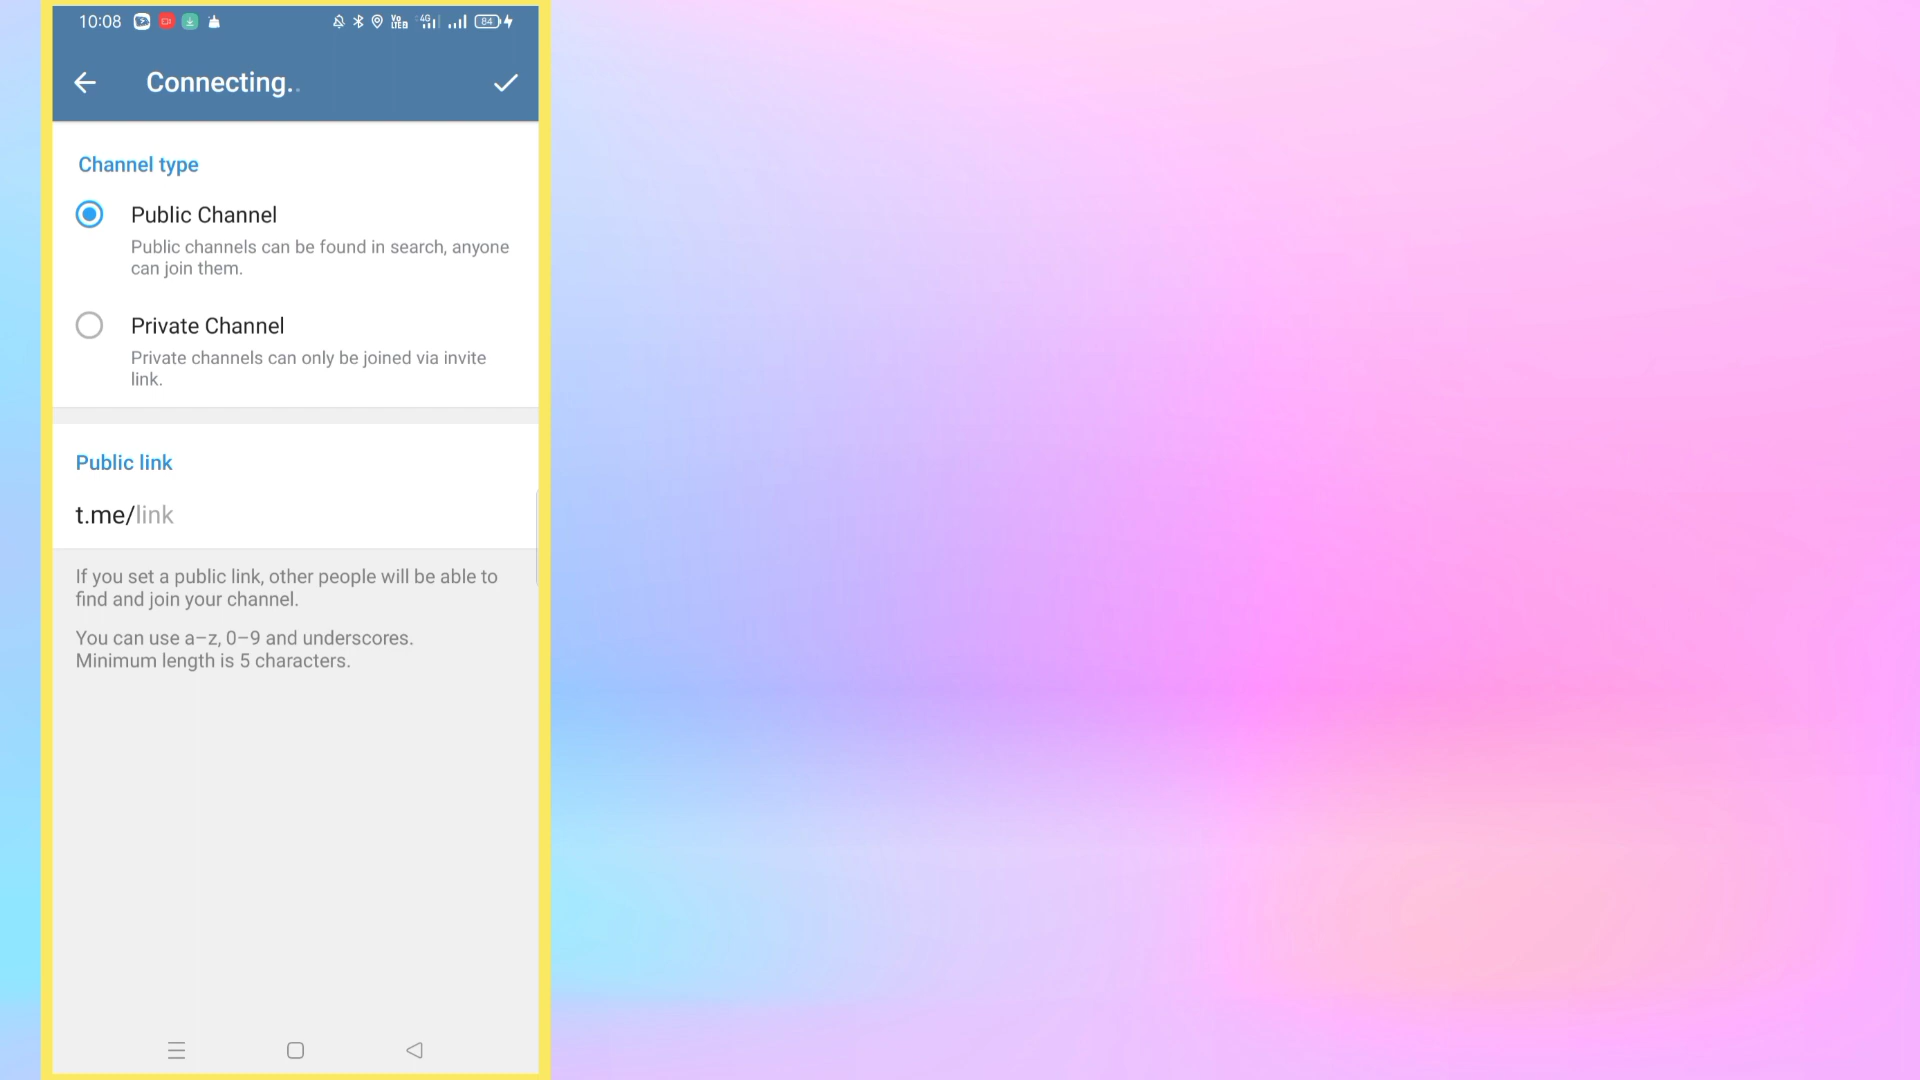 10:08
84
Connecting..
Channel type
Public Channel
Public channels can be found in search, anyone
can join them.
Private Channel
Private channels can only be joined via invite
link.
Public link
t.me/link
If you set a public link, other people will be able to
find and join your channel.
You can use a–z, 0–9 and underscores.
Minimum length is 5 characters.